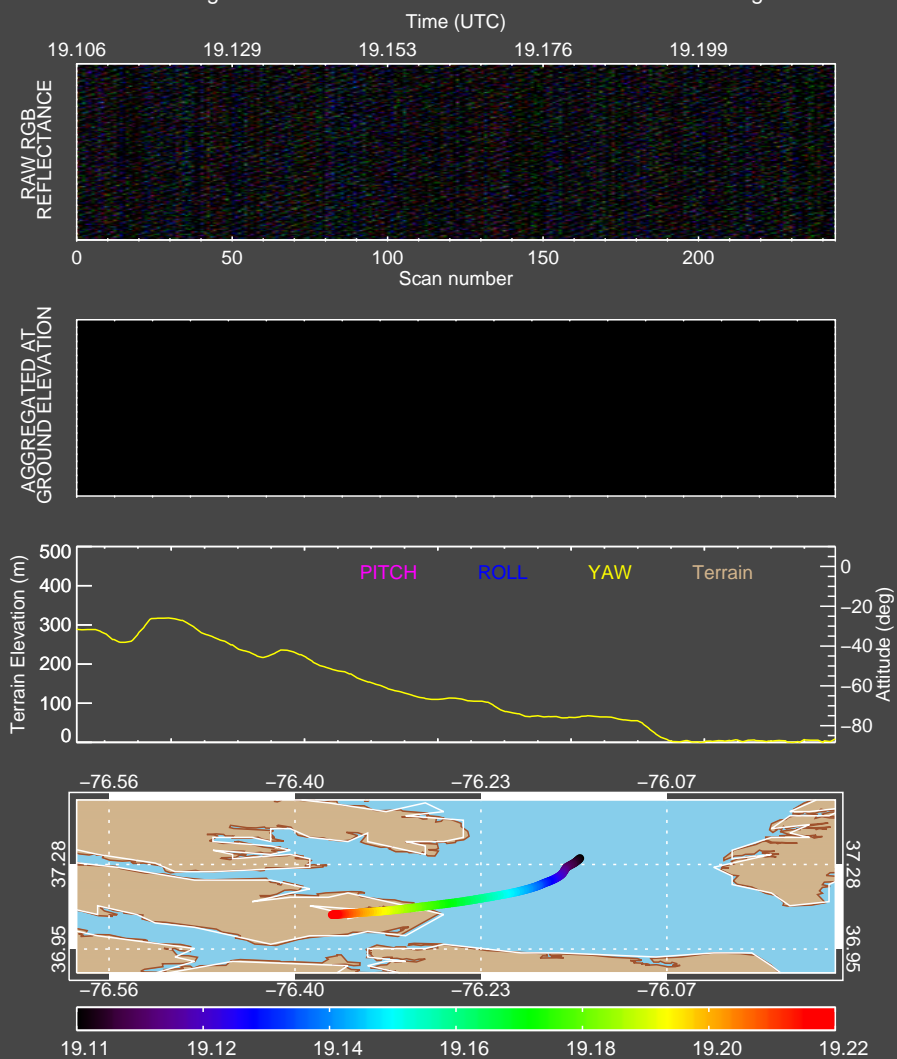 Time (UTC)
19.106 19.129 19.153 19.176 19.199
RAW RGB
REFLECTANCE
0 50 100 150 200
Scan number
AGGREGATED AT
GROUND ELEVATION
Terrain Elevation (m)
500
400
300
200
100
0
PITCH ROLL YAW Terrain
0
−20
−40
−60
−80
Attitude (deg)
−76.56 −76.40 −76.23 −76.07
37.28 37.28
36.95 36.95
−76.56 −76.40 −76.23 −76.07
19.11 19.12 19.14 19.16 19.18 19.20 19.22